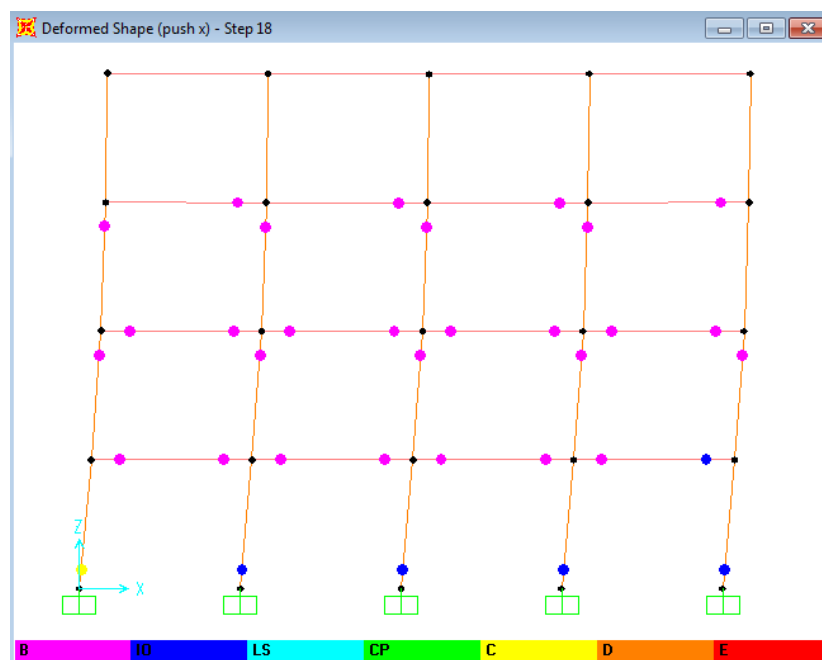 Deformed Shape (push x) - Step 18
Z
X
B IO LS CP C D E